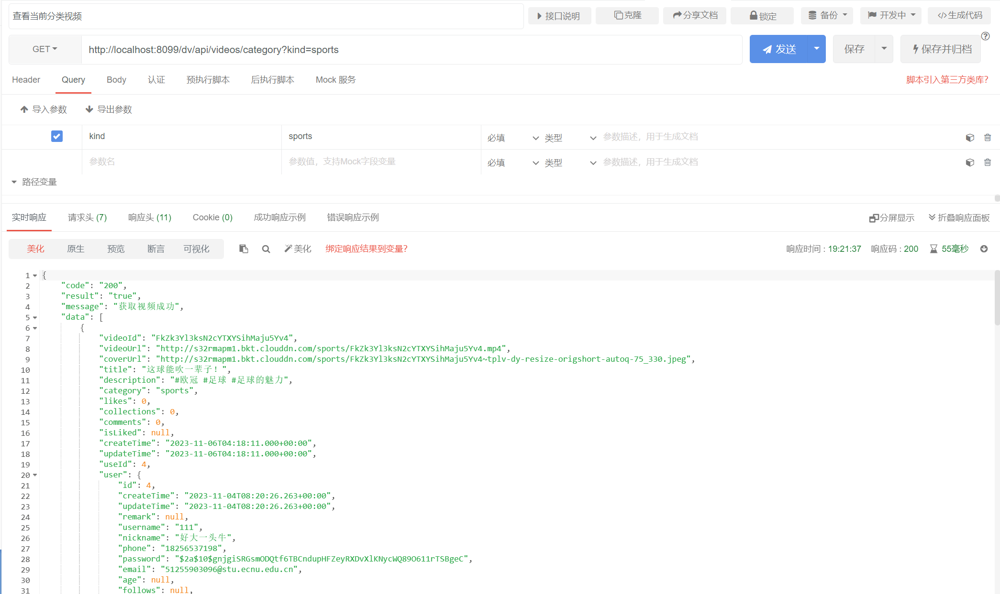 查看当前分类视频 接口说明 克隆 分享文档 锁定 备份 开发中 </>生成代码
GET http://localhost:8099/dv/api/videos/category?kind=sports 发送 保存 保存并归档
Header Query Body 认证 预执行脚本 后执行脚本 Mock 服务 脚本引入第三方类库?
导入参数 导出参数
kind sports 必填 类型 参数描述，用于生成文档
参数名 参数值，支持Mock字段变量 必填 类型 参数描述，用于生成文档
路径变量
实时响应 请求头 (7) 响应头 (11) Cookie (0) 成功响应示例 错误响应示例 分屏显示 折叠响应面板
美化 原生 预览 断言 可视化 美化 绑定响应结果到变量? 响应时间 : 19:21:37 响应码 : 200 55毫秒
1 {
2 "code": "200",
3 "result": "true",
4 "message": "获取视频成功",
5 "data": [
6 {
7 "videoId": "FkZk3Yl3ksN2cYTXYSihMaju5Yv4",
8 "videoUrl": "http://s32rmapm1.bkt.clouddn.com/sports/FkZk3Yl3ksN2cYTXYSihMaju5Yv4.mp4",
9 "coverUrl": "http://s32rmapm1.bkt.clouddn.com/sports/FkZk3Yl3ksN2cYTXYSihMaju5Yv4~tplv-dy-resize-origshort-autoq-75_330.jpeg",
10 "title": "这球能吹一辈子！",
11 "description": "#欧冠 #足球 #足球的魅力",
12 "category": "sports",
13 "likes": 0,
14 "collections": 0,
15 "comments": 0,
16 "isLiked": null,
17 "createTime": "2023-11-06T04:18:11.000+00:00",
18 "updateTime": "2023-11-06T04:18:11.000+00:00",
19 "useId": 4,
20 "user": {
21 "id": 4,
22 "createTime": "2023-11-04T08:20:26.263+00:00",
23 "updateTime": "2023-11-04T08:20:26.263+00:00",
24 "remark": null,
25 "username": "111",
26 "nickname": "好大一头牛",
27 "phone": "18256537198",
28 "password": "$2a$10$gnjgiSRGsmODQtf6TBCndupHFZeyRXDvXlKNycWQ89O611rTSBgeC",
29 "email": "51255903096@stu.ecnu.edu.cn",
30 "age": null,
31 "follows": null,